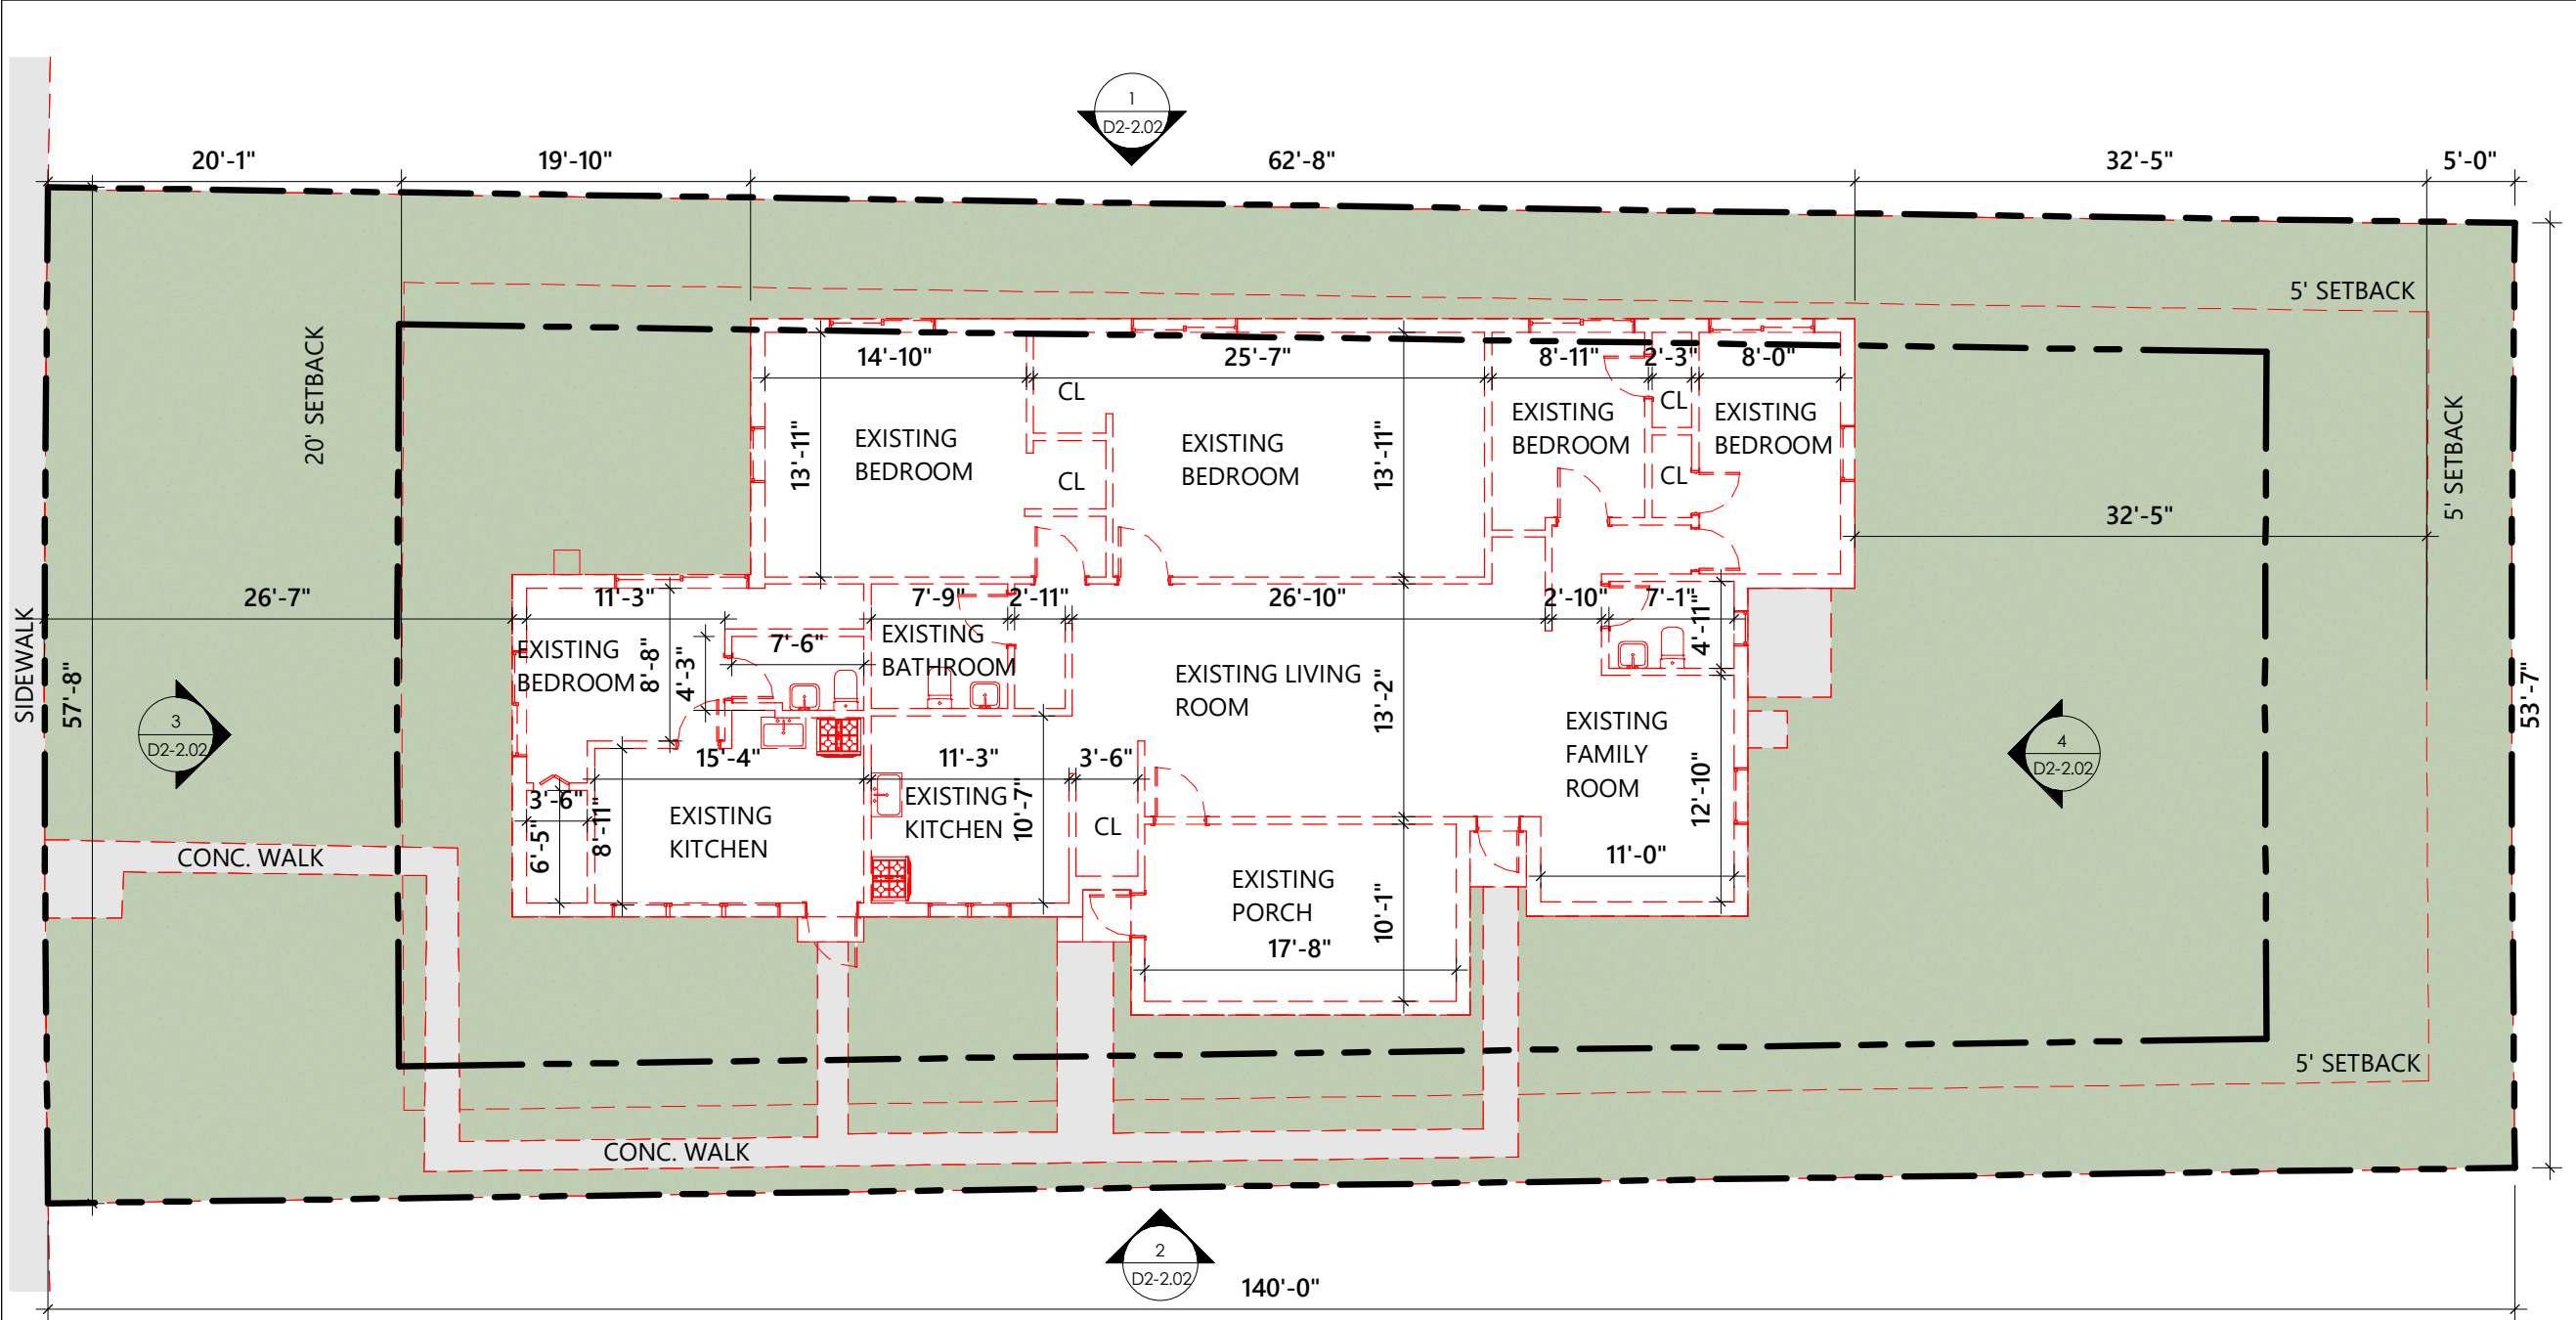 1
D2-2.02
20'-1"
19'-10"
62'-8"
32'-5"
5'-0"
5' SETBACK
20' SETBACK
14'-10"
25'-7"
8'-11"
2'-3"
8'-0"
CL
CL
CL
CL
EXISTING
BEDROOM
13'-11"
EXISTING
BEDROOM
13'-11"
EXISTING
BEDROOM
EXISTING
BEDROOM
5' SETBACK
32'-5"
26'-7"
11'-3"
7'-9"
2'-11"
26'-10"
2'-10"
7'-1"
4'-11"
SIDEWALK
57'-8"
EXISTING
BEDROOM
8'-8"
4'-3"
7'-6"
EXISTING
BATHROOM
EXISTING LIVING
ROOM
13'-2"
EXISTING
FAMILY
ROOM
12'-10"
53'-7"
3
D2-2.02
4
D2-2.02
15'-4"
11'-3"
3'-6"
3'-6"
6'-5"
8'-11"
EXISTING
KITCHEN
EXISTING
KITCHEN
10'-7"
CL
11'-0"
CONC. WALK
EXISTING
PORCH
10'-1"
17'-8"
5' SETBACK
CONC. WALK
2
D2-2.02
140'-0"